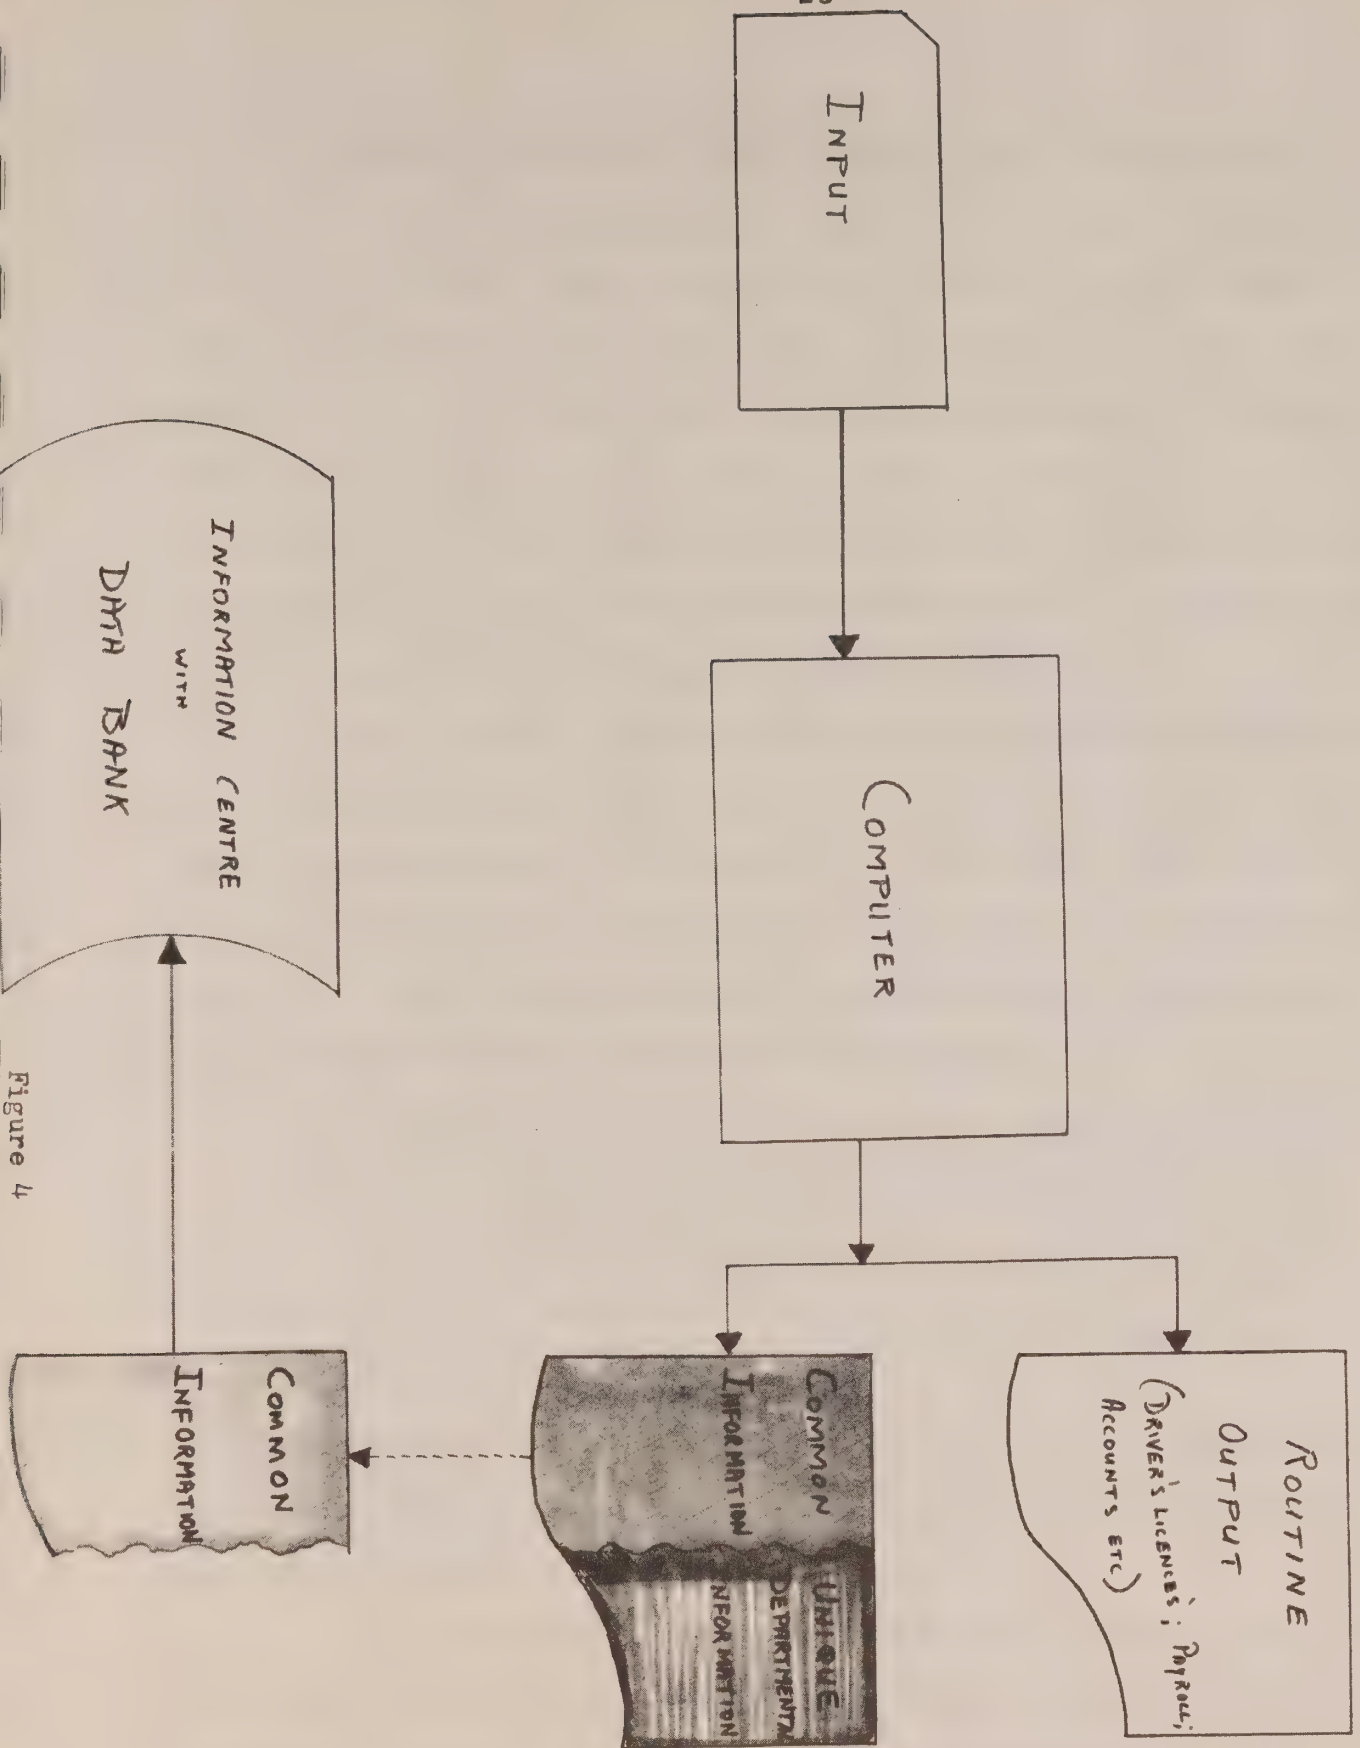 INPUT
COMPUTER
ROUTINE
OUTPUT
(DRIVER'S LICENCES'; PAYROLL;
ACCOUNTS ETC)
COMMON
INFORMATION
UNIQUE
DEPARTMENTA
INFORMATION
COMMON
INFORMATION
INFORMATION CENTRE
WITH
DATA BANK
Figure 4